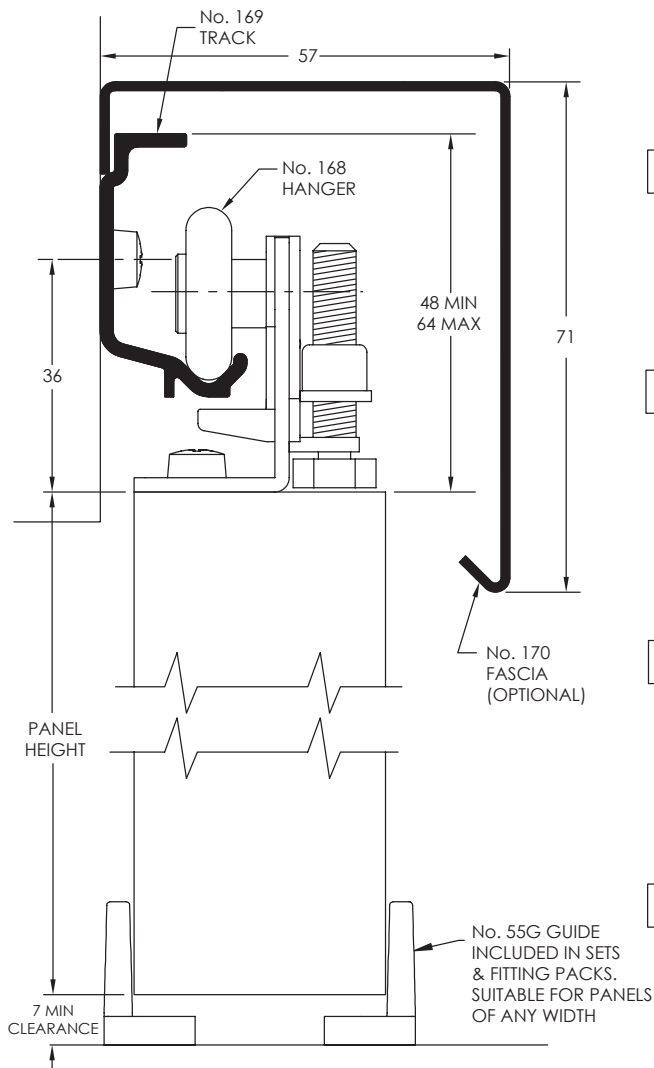 No. 169
TRACK
57
No. 168
HANGER
48 MIN
64 MAX
71
36
No. 170
FASCIA
(OPTIONAL)
PANEL
HEIGHT
No. 55G GUIDE
INCLUDED IN SETS
& FITTING PACKS.
SUITABLE FOR PANELS
OF ANY WIDTH
7 MIN
CLEARANCE